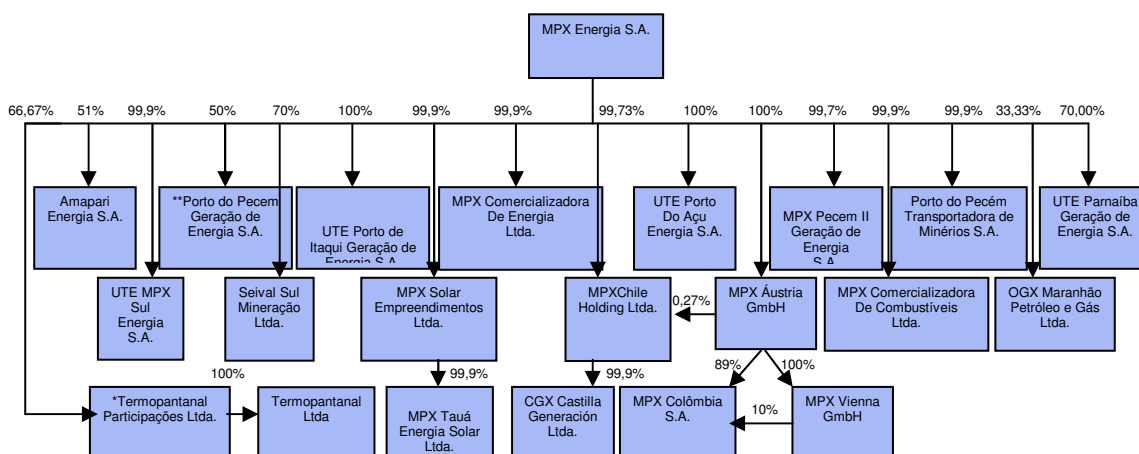 MPX Energia S.A.
66,67%
51%
99,9%
50%
70%
100%
99,9%
99,9%
99,73%
100%
100%
99,7%
99,9%
99,9%
33,33%
70,00%
Amapari
Energia S.A.
**Porto do Pecem
Geração de
Energia S.A.
UTE Porto de
Itaqui Geração de
Energia S.A.
MPX Comercializadora
De Energia
Ltda.
UTE Porto
Do Açu
Energia S.A.
MPX Pecem II
Geração de
Energia
S.A.
Porto do Pecém
Transportadora de
Minérios S.A.
UTE Parnaíba
Geração de
Energia S.A.
UTE MPX
Sul
Energia
S.A.
Seival Sul
Mineração
Ltda.
MPX Solar
Empreendimentos
Ltda.
MPXChile
Holding Ltda.
0,27%
MPX Áustria
GmbH
MPX Comercializadora
De Combustíveis
Ltda.
OGX Maranhão
Petróleo e Gás
Ltda.
100%
99,9%
99,9%
89%
100%
*Termopantanal
Participações Ltda.
Termopantanal
Ltda
MPX Tauá
Energia Solar
Ltda.
CGX Castilla
Generación
Ltda.
MPX Colômbia
S.A.
10%
MPX Vienna
GmbH